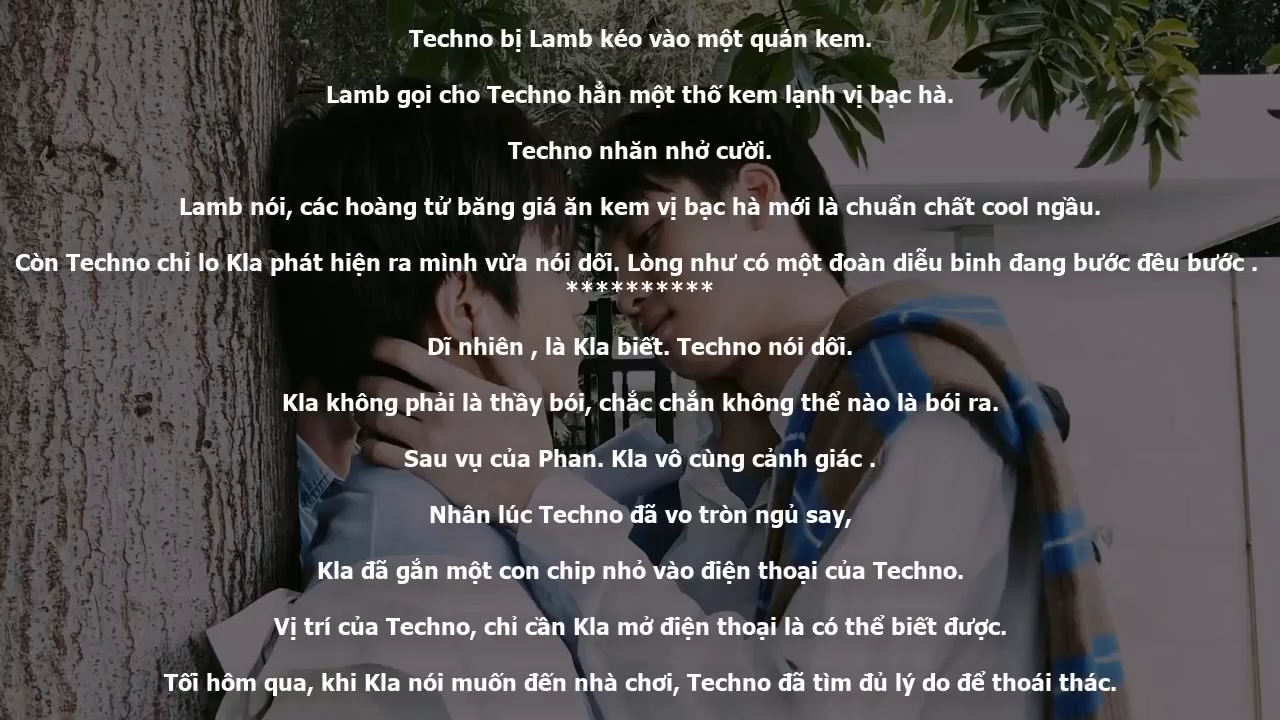 Techno bị Lamb kéo vào một quán kem.
Lamb gọi cho Techno hẳn một thố kem lạnh vị bạc hà.
Techno nhăn nhở cười.
Lamb nói, các hoàng tử băng giá ăn kem vị bạc hà mới là chuẩn chất cool ngầu.
Còn Techno chỉ lo Kla phát hiện ra mình vừa nói dối. Lòng như có một đoàn diễu binh đang bước đều bước .
**********
Dĩ nhiên , là Kla biết. Techno nói dối.
Kla không phải là thầy bói, chắc chắn không thể nào là bói ra.
Sau vụ của Phan. Kla vô cùng cảnh giác .
Nhân lúc Techno đã vo tròn ngủ say,
Kla đã gắn một con chip nhỏ vào điện thoại của Techno.
Vị trí của Techno, chỉ cần Kla mở điện thoại là có thể biết được.
Tối hôm qua, khi Kla nói muốn đến nhà chơi, Techno đã tìm đủ lý do để thoái thác.